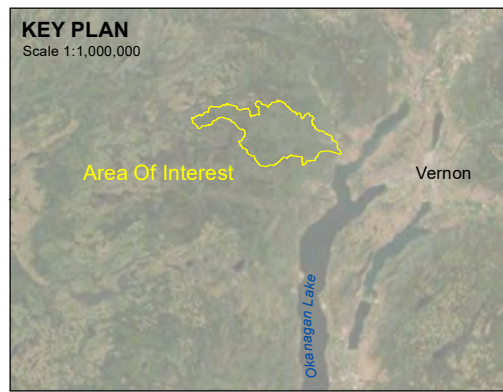 KEY PLAN
Scale 1:1,000,000
Area Of Interest
Vernon
Okanagan Lake